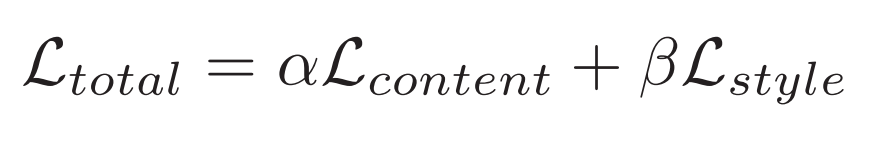 ℒ_total = αℒ_content + βℒ_style